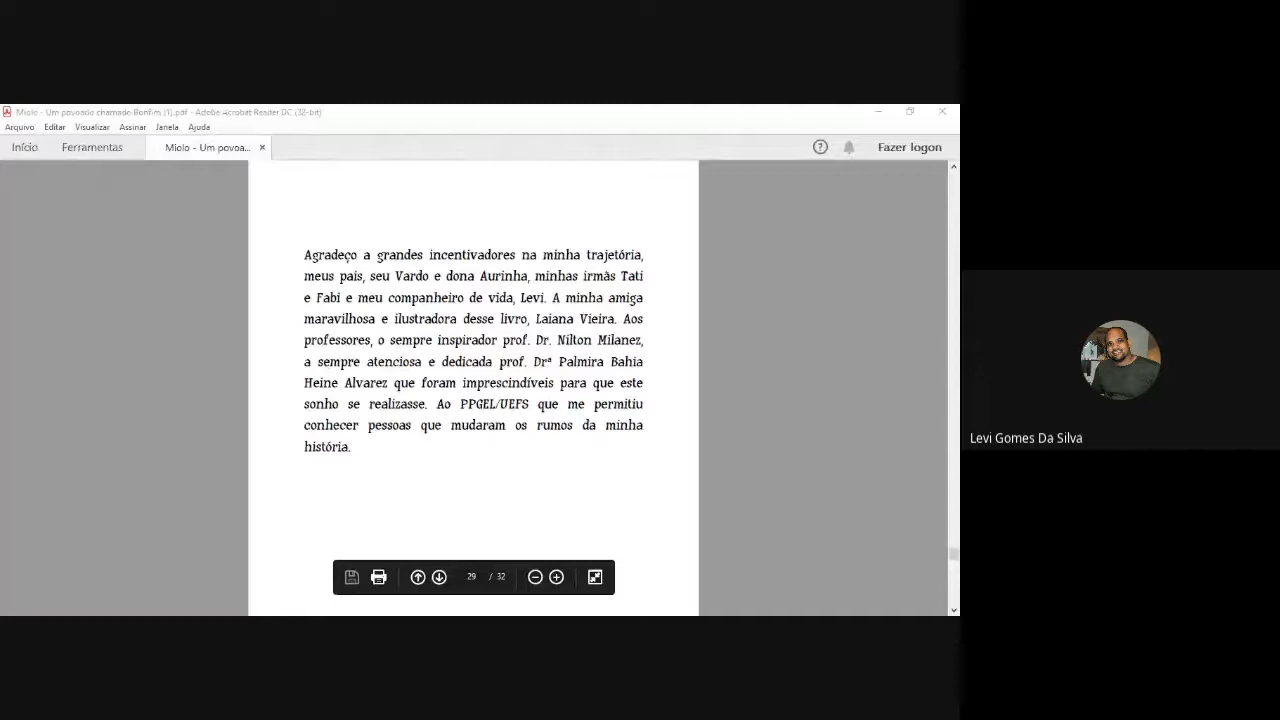 Miolo - Um povoado chamado Bonfim (1).pdf - Adobe Acrobat Reader DC (32-bit)
Arquivo Editar Visualizar Assinar Janela Ajuda
Início Ferramentas Miolo - Um povoa... × Fazer logon
Agradeço a grandes incentivadores na minha trajetória,
meus pais, seu Vardo e dona Aurinha, minhas irmãs Tati
e Fabi e meu companheiro de vida, Levi. A minha amiga
maravilhosa e ilustradora desse livro, Laiana Vieira. Aos
professores, o sempre inspirador prof. Dr. Nilton Milanez,
a sempre atenciosa e dedicada prof. Drª Palmira Bahia
Heine Alvarez que foram imprescindíveis para que este
sonho se realizasse. Ao PPGEL/UEFS que me permitiu
conhecer pessoas que mudaram os rumos da minha
história.
29 / 32
Levi Gomes Da Silva